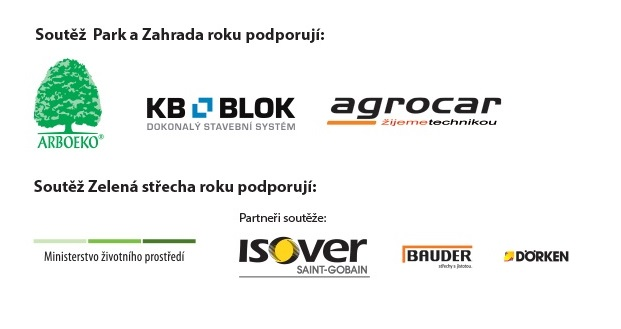 Soutěž Park a Zahrada roku podporují:
ARBOEKO®
KB BLOK
DOKONALÝ STAVEBNÍ SYSTÉM
agrocar
žijemetechnikou
Soutěž Zelená střecha roku podporují:
Partneři soutěže:
Ministerstvo životního prostředí
ISOVER
SAINT-GOBAIN
BAUDER
střechy s jistotou.
DÖRKEN